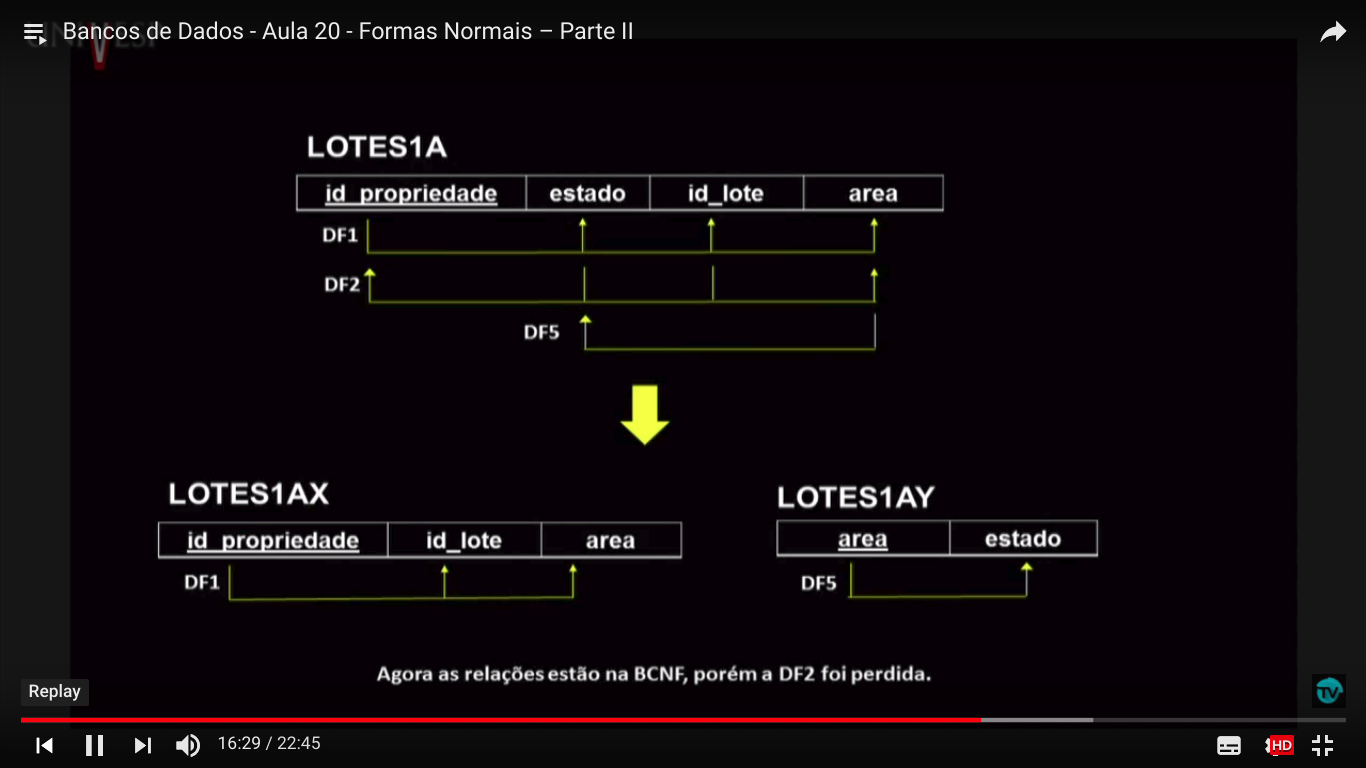 Bancos de Dados - Aula 20 - Formas Normais – Parte II
LOTES1A
id_propriedade estado id_lote area
DF1
DF2
DF5
LOTES1AX
id_propriedade id_lote area
DF1
LOTES1AY
area estado
DF5
Agora as relações estão na BCNF, porém a DF2 foi perdida.
Replay
TV
16:29 / 22:45
HD